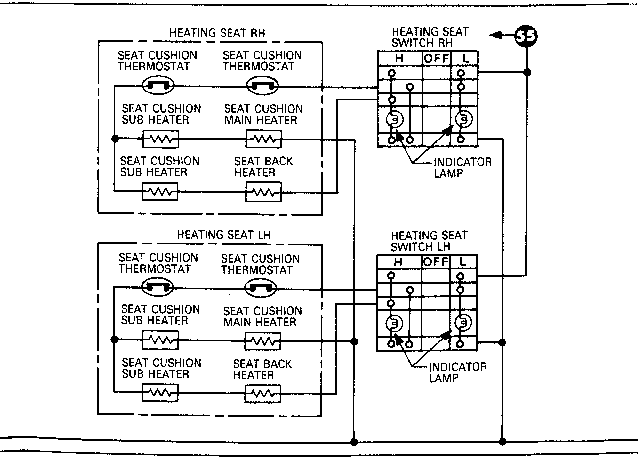 HEATING SEAT RH
HEATING SEAT
SWITCH RH
35
H OFF L
SEAT CUSHION
THERMOSTAT
SEAT CUSHION
THERMOSTAT
SEAT CUSHION
SUB HEATER
SEAT CUSHION
MAIN HEATER
SEAT CUSHION
SUB HEATER
SEAT BACK
HEATER
INDICATOR
LAMP
HEATING SEAT LH
HEATING SEAT
SWITCH LH
H OFF L
SEAT CUSHION
THERMOSTAT
SEAT CUSHION
THERMOSTAT
SEAT CUSHION
SUB HEATER
SEAT CUSHION
MAIN HEATER
SEAT CUSHION
SUB HEATER
SEAT BACK
HEATER
INDICATOR
LAMP